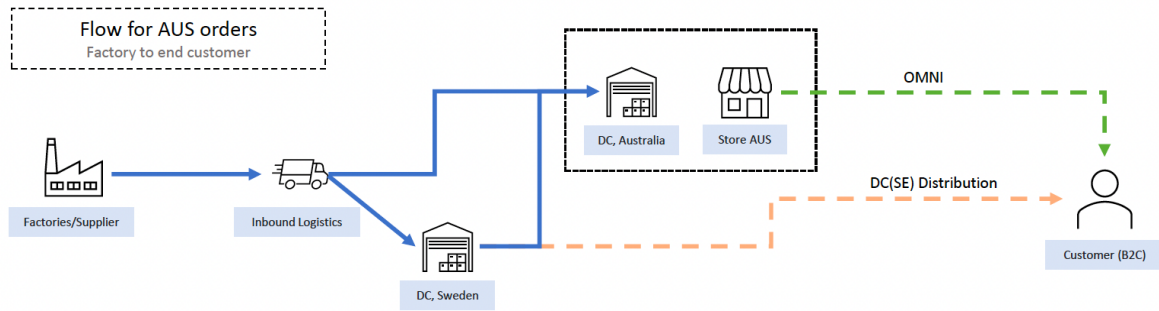 Flow for AUS orders
Factory to end customer
OMNI
DC, Australia
Store AUS
DC(SE) Distribution
Factories/Supplier
Inbound Logistics
Customer (B2C)
DC, Sweden